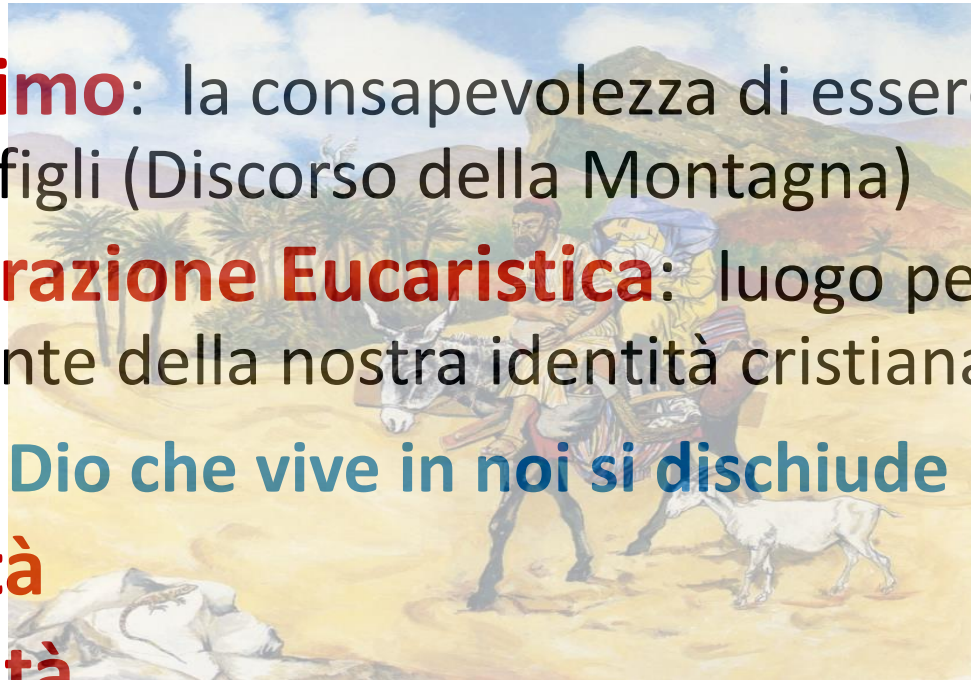 imo: la consapevolezza di esser
figli (Discorso della Montagna)
razione Eucaristica: luogo pe
nte della nostra identità cristiana
Dio che vive in noi si dischiude
tà
tà